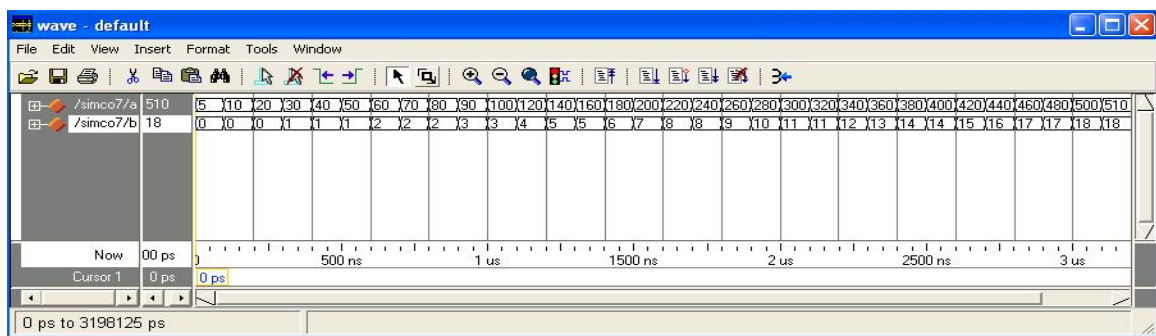 wave - default
File Edit View Insert Format Tools Window
/simco7/a 510 5 10 20 30 40 50 60 70 80 90 100 120 140 160 180 200 220 240 260 280 300 320 340 360 380 400 420 440 460 480 500 510
/simco7/b 18 0 0 0 1 1 1 2 2 2 3 3 4 5 5 6 7 8 8 9 10 11 11 12 13 14 14 15 16 17 17 18 18
Now 00 ps 500 ns 1 us 1500 ns 2 us 2500 ns 3 us
Cursor 1 0 ps 0 ps
0 ps to 3198125 ps